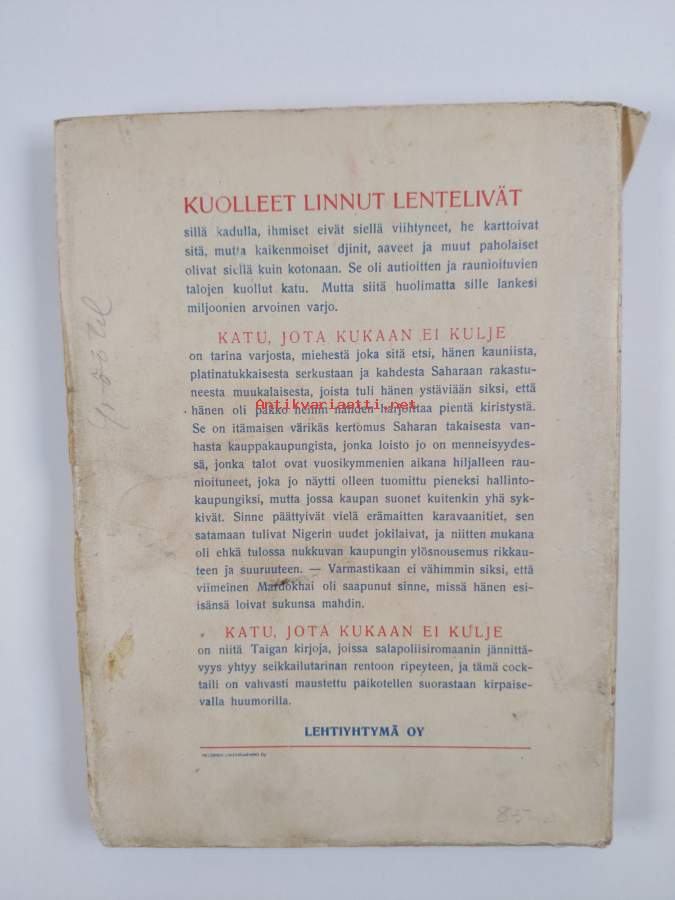 KUOLLEET LINNUT LENTELIVÄT
sillä kadulla, ihmiset eivät siellä viihtyneet, he karttoivat
sitä, mutta kaikenmoiset djinit, aaveet ja muut paholaiset
olivat siellä kuin kotonaan. Se oli autioitten ja raunioituvien
talojen kuollut katu. Mutta siitä huolimatta sille lankesi
miljoonien arvoinen varjo.
KATU, JOTA KUKAAN EI KULJE
on tarina varjosta, miehestä joka sitä etsi, hänen kauniista,
platinatukkaisesta serkustaan ja kahdesta Saharaan rakastu-
neesta muukalaisesta, joista tuli hänen ystäviään siksi, että
hänen oli pakko heihin nähden harjoittaa pientä kiristystä.
Antikvariaatti.net
Se on itämaisen värikäs kertomus Saharan takaisesta van-
hasta kauppakaupungista, jonka loisto jo on menneisyydes-
sä, jonka talot ovat vuosikymmenien aikana hiljalleen rau-
nioituneet, joka jo näytti olleen tuomittu pieneksi hallinto-
kaupungiksi, mutta jossa kaupan suonet kuitenkin yhä syk-
kivät. Sinne päättyivät vielä erämaitten karavaanitiet, sen
satamaan tulivat Nigerin uudet jokilaivat, ja niitten mukana
oli ehkä tulossa nukkuvan kaupungin ylösnousemus rikkau-
teen ja suuruuteen. — Varmastikaan ei vähimmin siksi, että
viimeinen Mardokhai oli saapunut sinne, missä hänen esi-
isänsä loivat sukunsa mahdin.
KATU, JOTA KUKAAN EI KULJE
on niitä Taigan kirjoja, joissa salapoliisiromaanin jännittä-
vyys yhtyy seikkailutarinan rentoon ripeyteen, ja tämä cock-
taili on vahvasti maustettu paikotellen suorastaan kirpaise-
valla huumorilla.
LEHTIYHTYMÄ OY
85